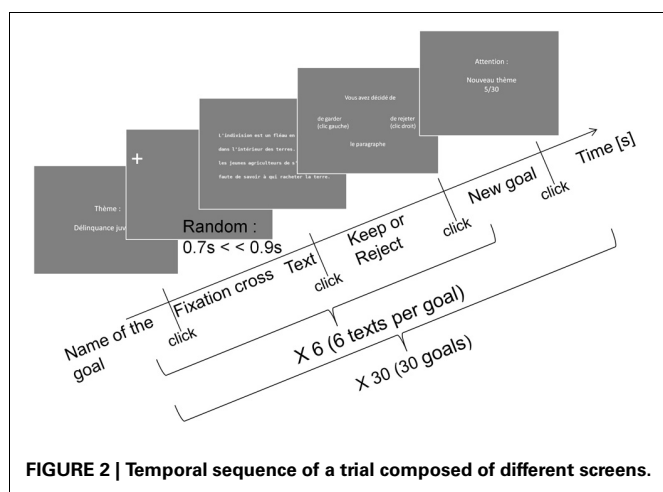 Attention :
Nouveau thème
5/30
Vous avez décidé de
de garder
(clic gauche)
de rejeter
(clic droit)
le paragraphe
L'indivision est un fléau en
dans l'intérieur des terres.
les jeunes agriculteurs de s'
faute de savoir à qui racheter la terre.
+
Thème :
Délinquance juv
Random :
0.7s < < 0.9s
Name of the
goal
click
Fixation cross
Text
click
Keep or
Reject
click
New goal
click
Time [s]
X 6 (6 texts per goal)
X 30 (30 goals)
FIGURE 2 | Temporal sequence of a trial composed of different screens.